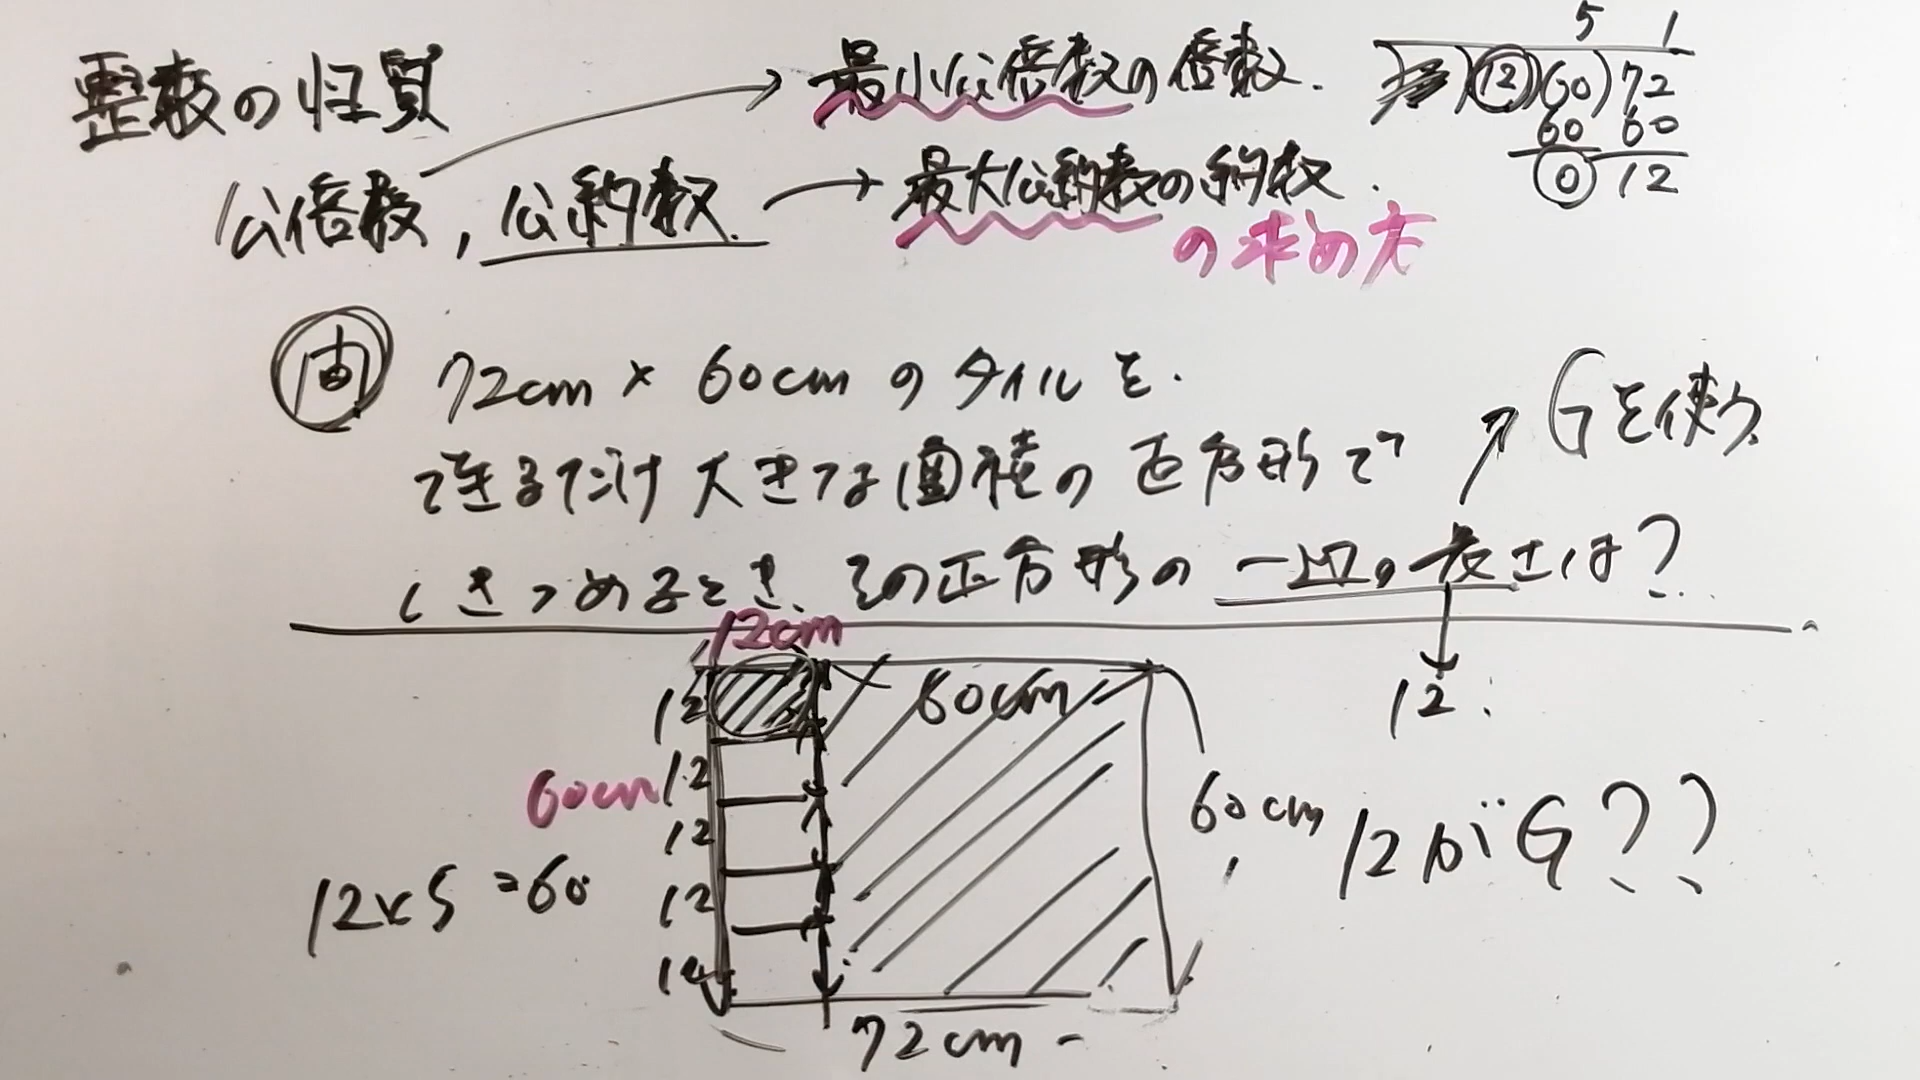 整数の性質
公倍数, 公約数.
→ 最小公倍数の倍数.
→ 最大公約数の約数.
の求め方
5 1
)12)60)72
60 60
0 12
問 72cm × 60cm のタイルを.
できるだけ大きな面積の正方形で
しきつめるとき、その正方形の一辺の長さは?
↗ Gを使う
↓
12.
12cm
60cm
12
12
12
12
12
60cm
60cm
72cm
12×5=60
12がG??